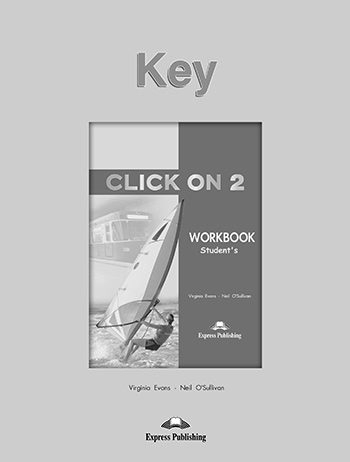 Key
CLICK ON 2
WORKBOOK
Student's
Virginia Evans - Neil O'Sullivan
Express Publishing
Virginia Evans - Neil O'Sullivan
Express Publishing